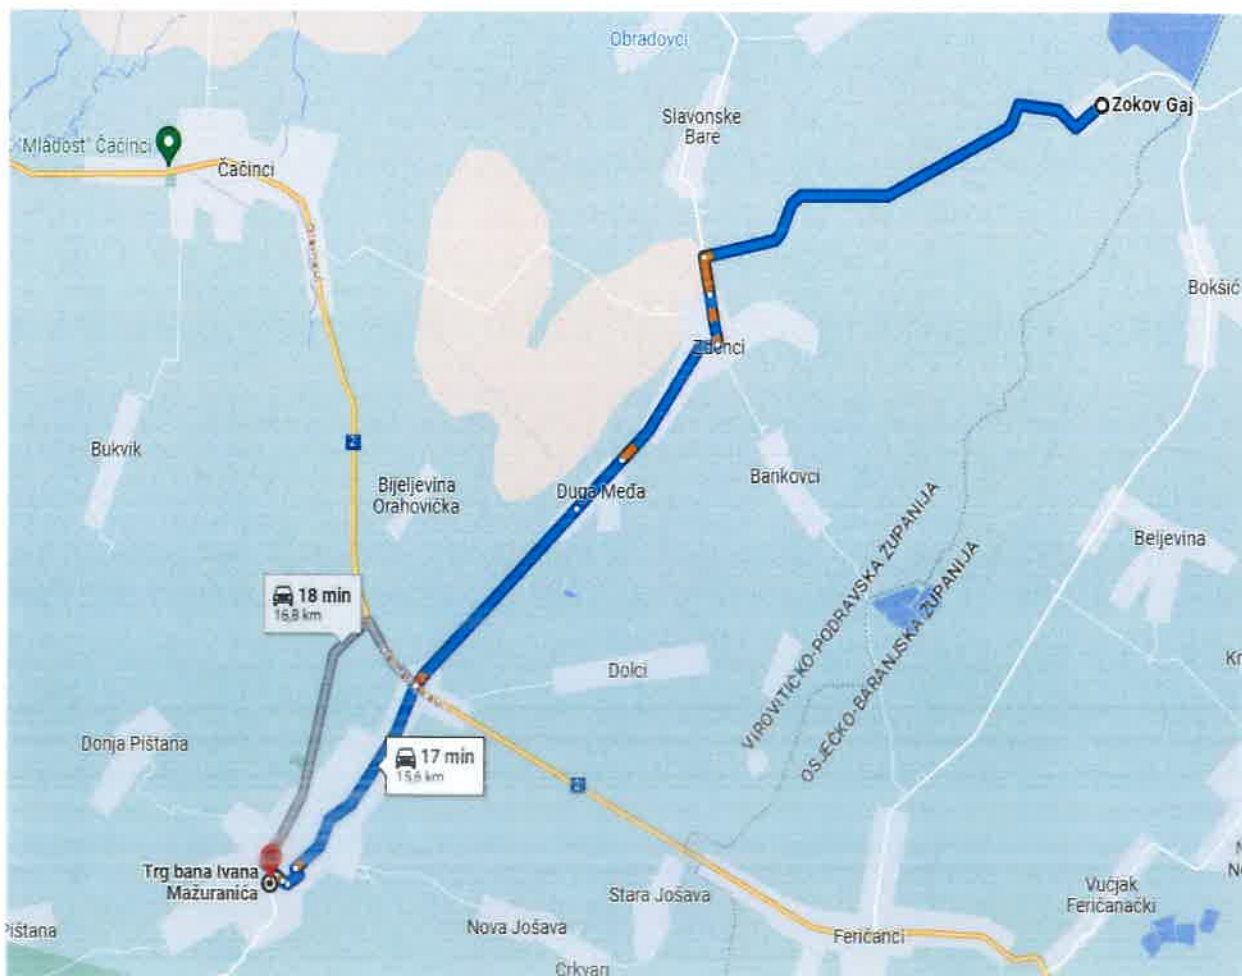 Obradovci
Slavonske
Bare
Zokov Gaj
"Mladost" Čačinci
Čačinci
Bokšić
Zdenci
2
Bukvik
Bijeljevina
Orahovička
Duga Međa
Bankovci
VIROVITIČKO-PODRAVSKA ŽUPANIJA
OSJEČKO-BARANJSKA ŽUPANIJA
Beljevina
18 min
16,8 km
Dolci
Donja Pištana
17 min
15,6 km
2
Trg bana Ivana
Mažuranića
Stara Jošava
Vučjak
Feričanački
Pištana
Nova Jošava
Feričanci
Crkvari